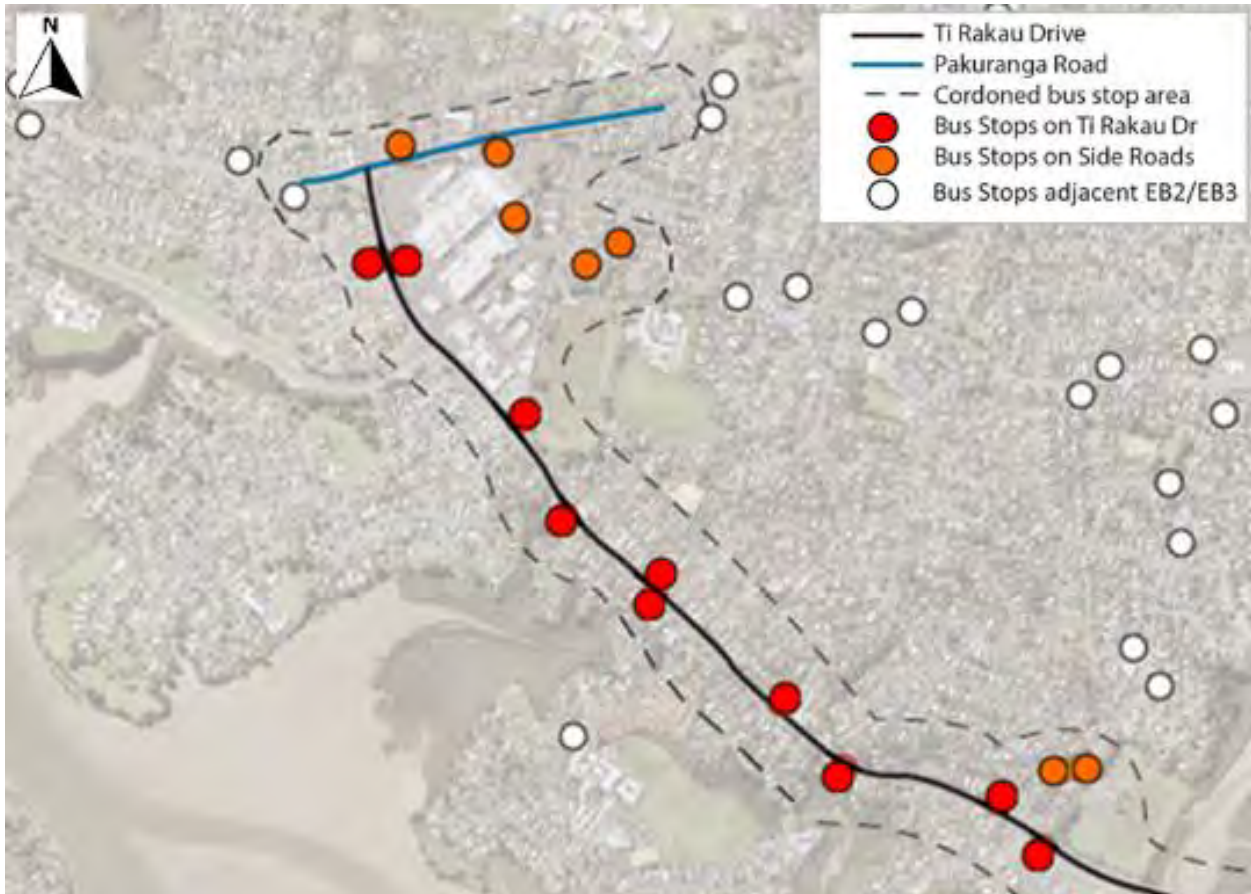 N
Ti Rakau Drive
Pakuranga Road
Cordoned bus stop area
Bus Stops on Ti Rakau Dr
Bus Stops on Side Roads
Bus Stops adjacent EB2/EB3